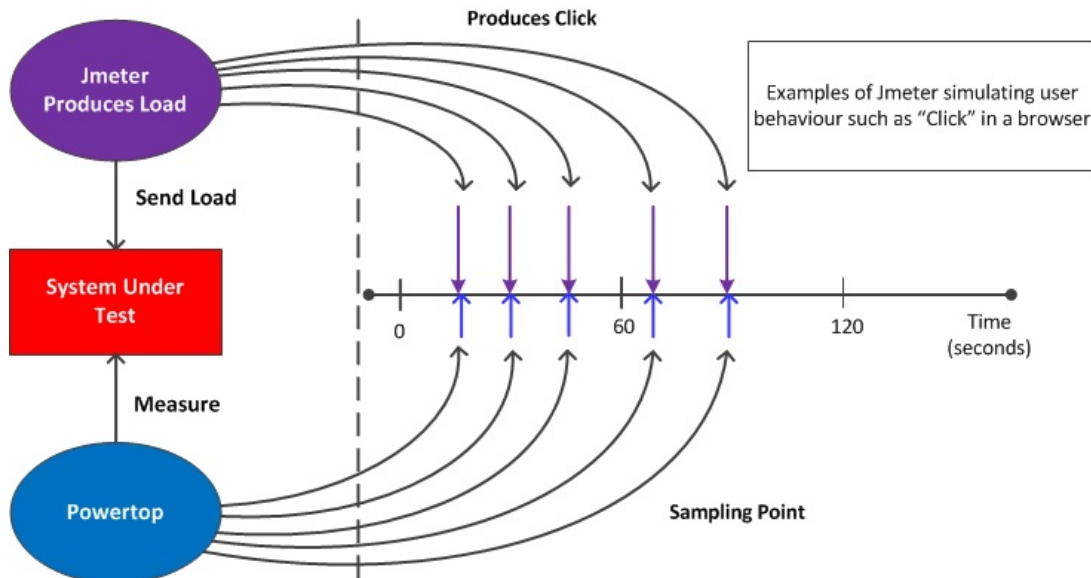 Produces Click
Jmeter
Produces Load
Examples of Jmeter simulating user
behaviour such as “Click” in a browser
Send Load
System Under
Test
0
60
120
Time
(seconds)
Measure
Powertop
Sampling Point